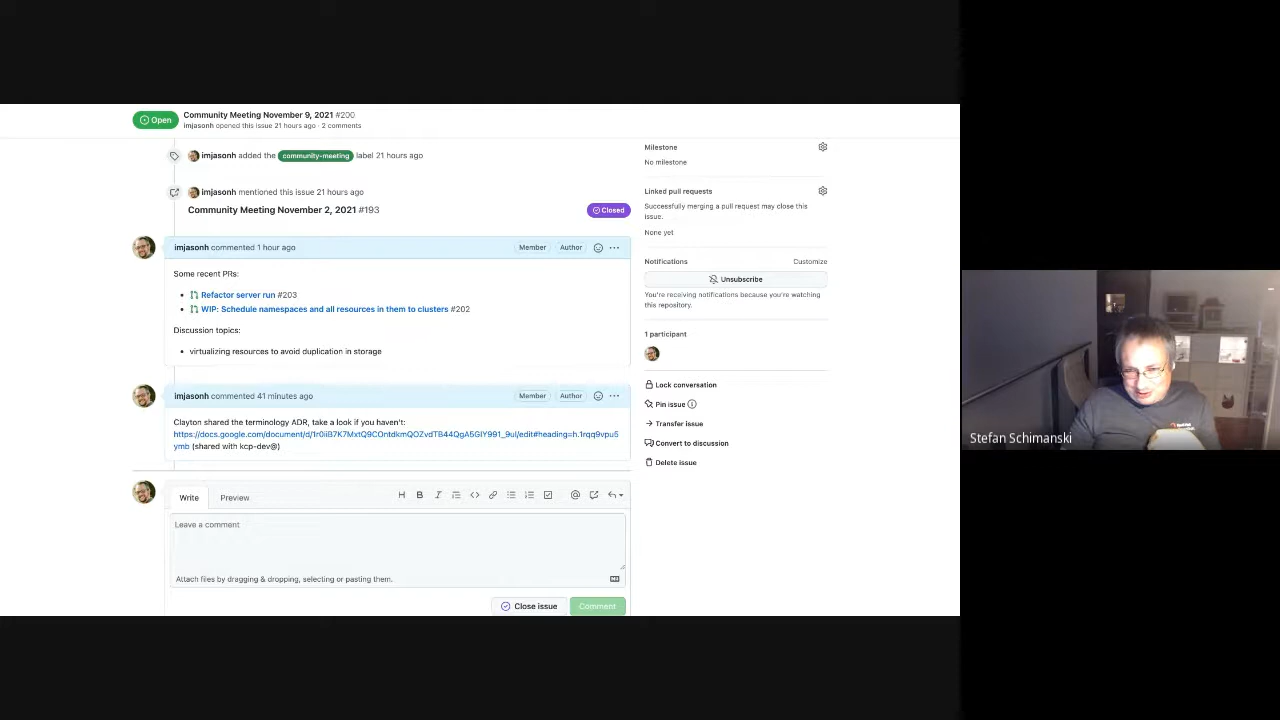 Open
Community Meeting November 9, 2021 #200
imjasonh opened this issue 21 hours ago · 2 comments
imjasonh added the community-meeting label 21 hours ago
imjasonh mentioned this issue 21 hours ago
Community Meeting November 2, 2021 #193
Closed
imjasonh commented 1 hour ago
Member
Author
Some recent PRs:
Refactor server run #203
WIP: Schedule namespaces and all resources in them to clusters #202
Discussion topics:
virtualizing resources to avoid duplication in storage
imjasonh commented 41 minutes ago
Member
Author
Clayton shared the terminology ADR, take a look if you haven't:
(shared with kcp-dev@)
Write
Preview
Leave a comment
Attach files by dragging & dropping, selecting or pasting them.
Close issue
Comment
Milestone
No milestone
Linked pull requests
Successfully merging a pull request may close this
issue.
None yet
Notifications
Customize
Unsubscribe
You're receiving notifications because you're watching
this repository.
1 participant
Lock conversation
Pin issue
Transfer issue
Convert to discussion
Delete issue
Stefan Schimanski